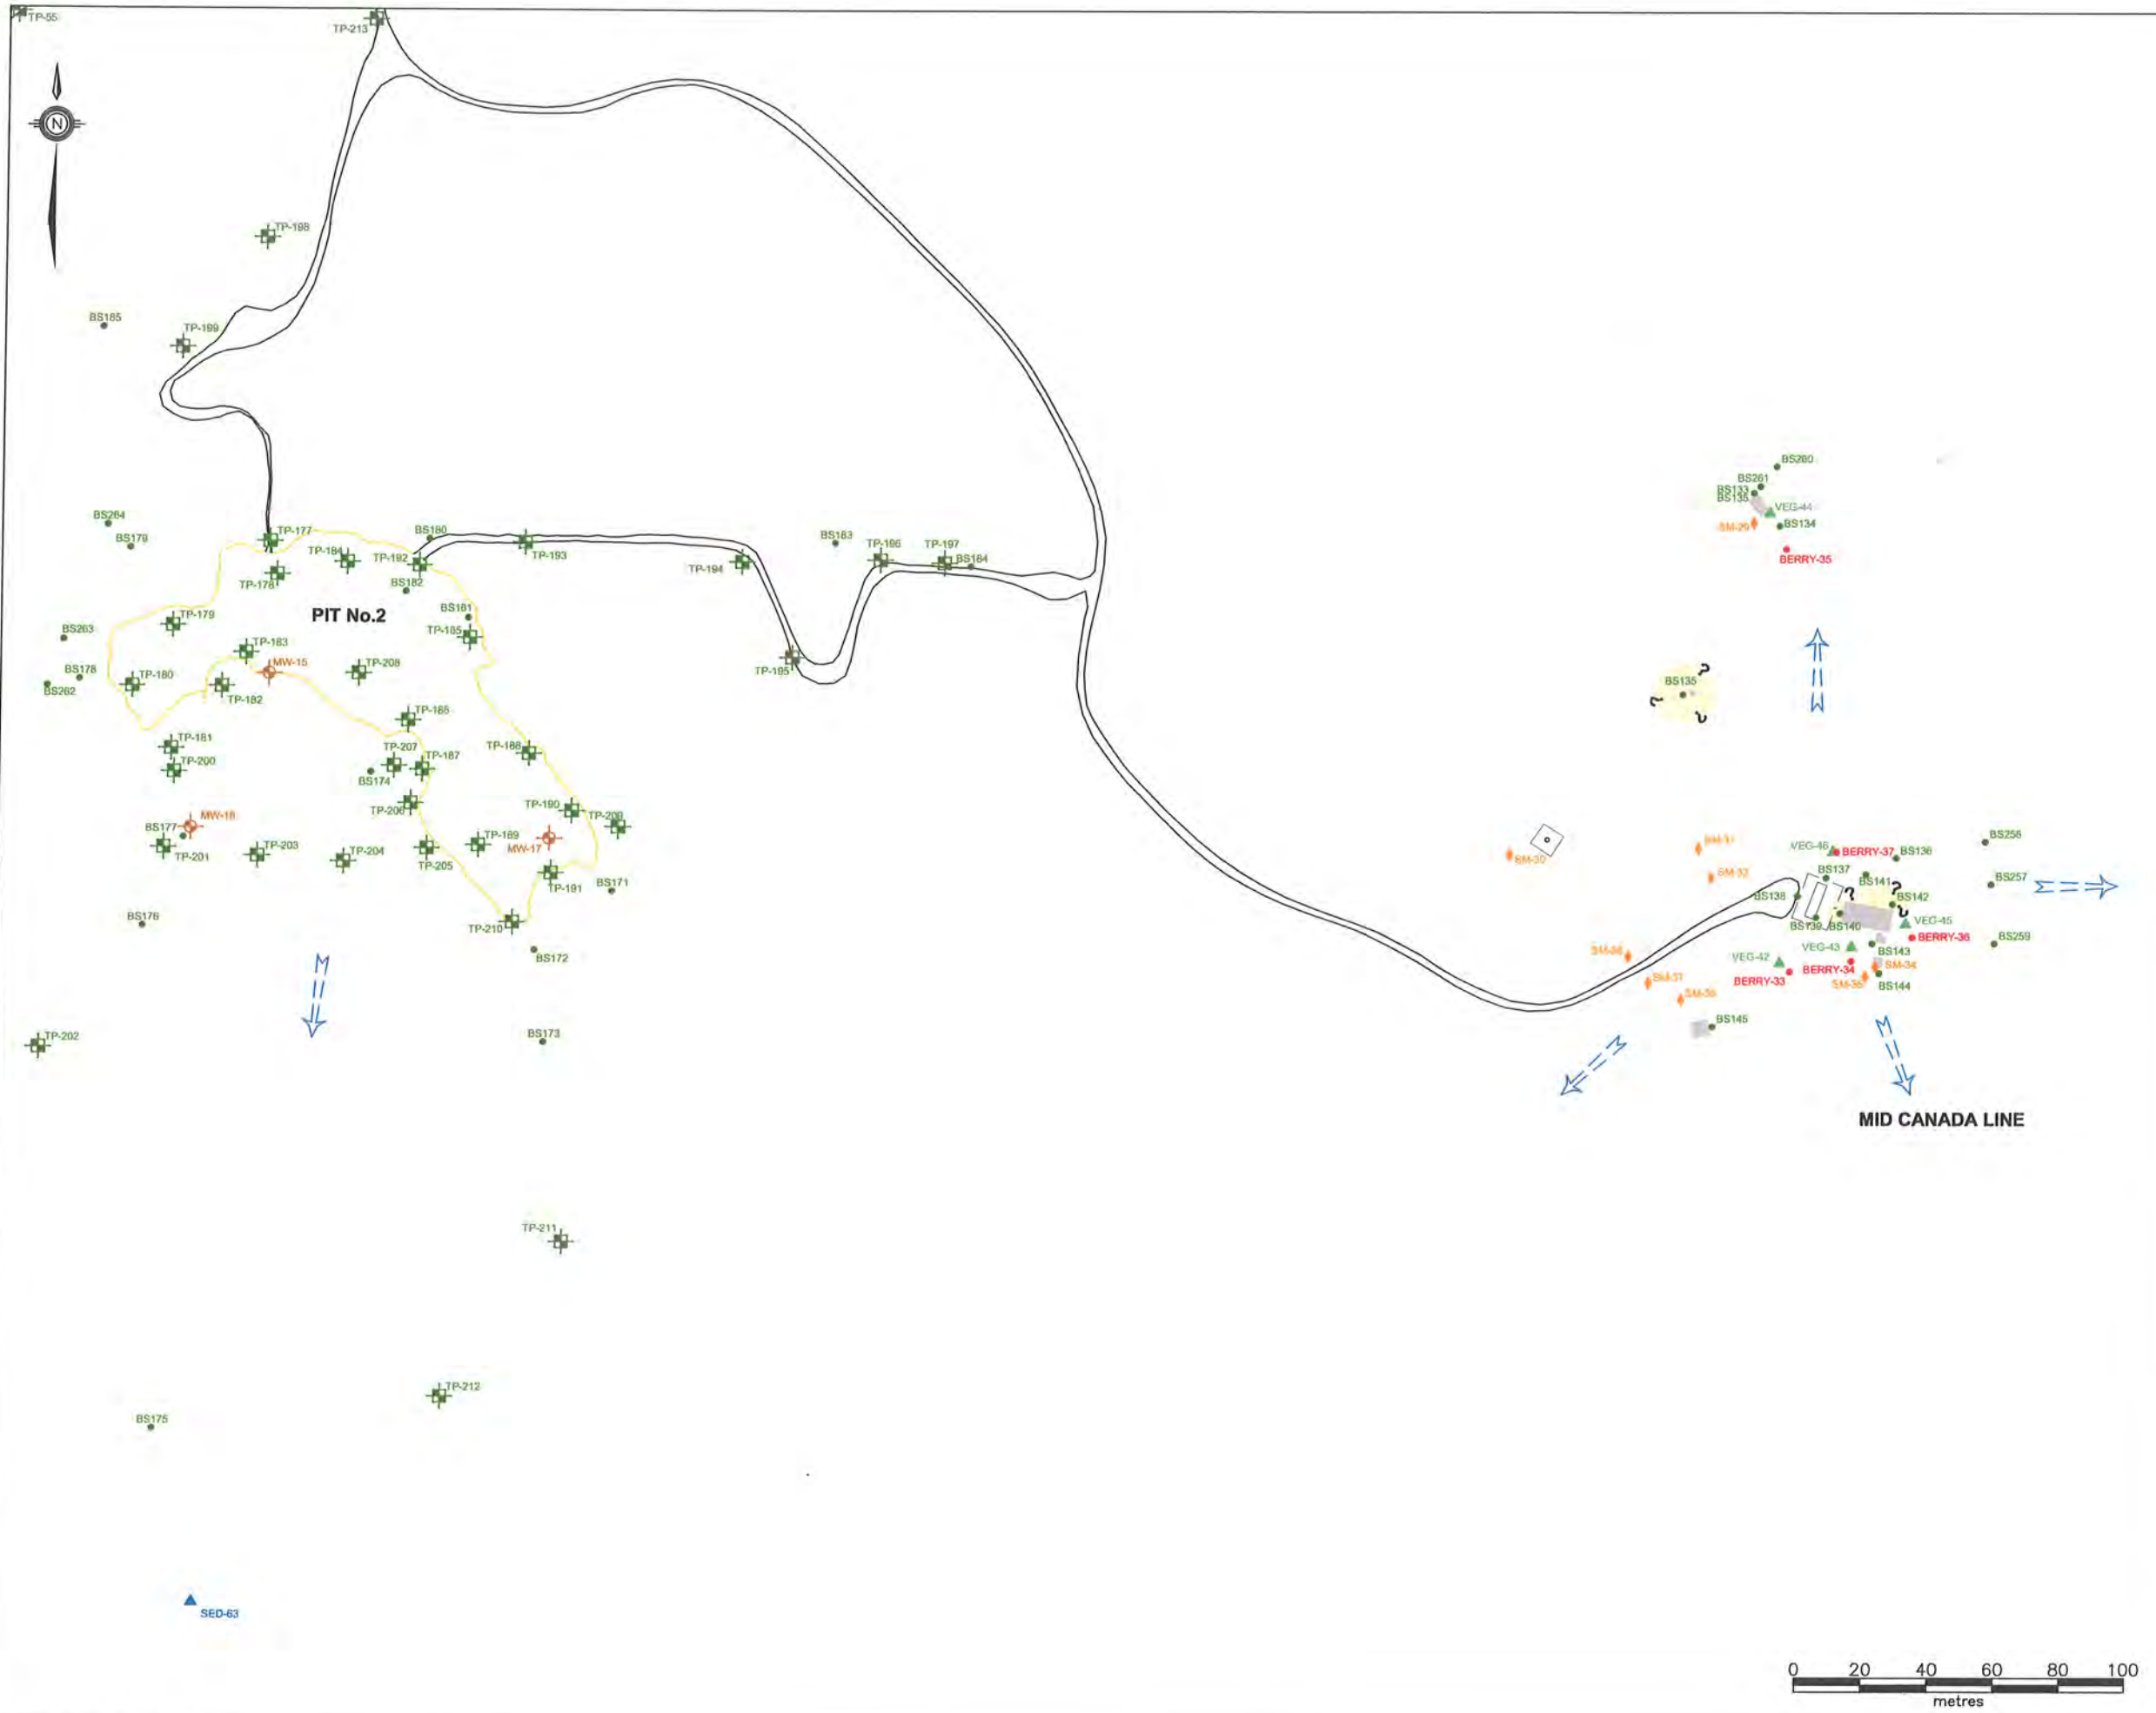 TP-55
TP-213
N
TP-198
BS185
TP-199
BS260
BS261
BS133
BS135
VEG-44
SM-29
BS134
BERRY-35
BS264
BS179
TP-177
TP-184
TP-178
BS180
TP-192
BS182
TP-193
TP-194
BS183
TP-196
TP-197
BS184
TP-195
PIT No.2
TP-179
BS181
TP-185
BS263
TP-183
MW-15
TP-208
BS178
BS262
TP-180
TP-182
BS135
?
?
?
TP-186
TP-181
TP-200
TP-207
TP-187
BS174
TP-188
TP-206
TP-190
TP-209
MW-18
BS177
TP-201
TP-203
TP-204
TP-205
TP-189
MW-17
TP-191
BS171
BS176
TP-210
BS172
SM-30
SM-31
SM-32
VEG-46
BERRY-37
BS136
BS256
BS137
BS141
?
?
?
BS257
BS138
BS142
BS139
BS140
VEG-45
BERRY-36
BS259
VEG-43
BS143
VEG-42
BERRY-34
SM-34
BERRY-33
SM-35
BS144
SM-37
BS145
TP-202
BS173
MID CANADA LINE
TP-211
TP-212
BS175
SED-63
0 20 40 60 80 100
metres